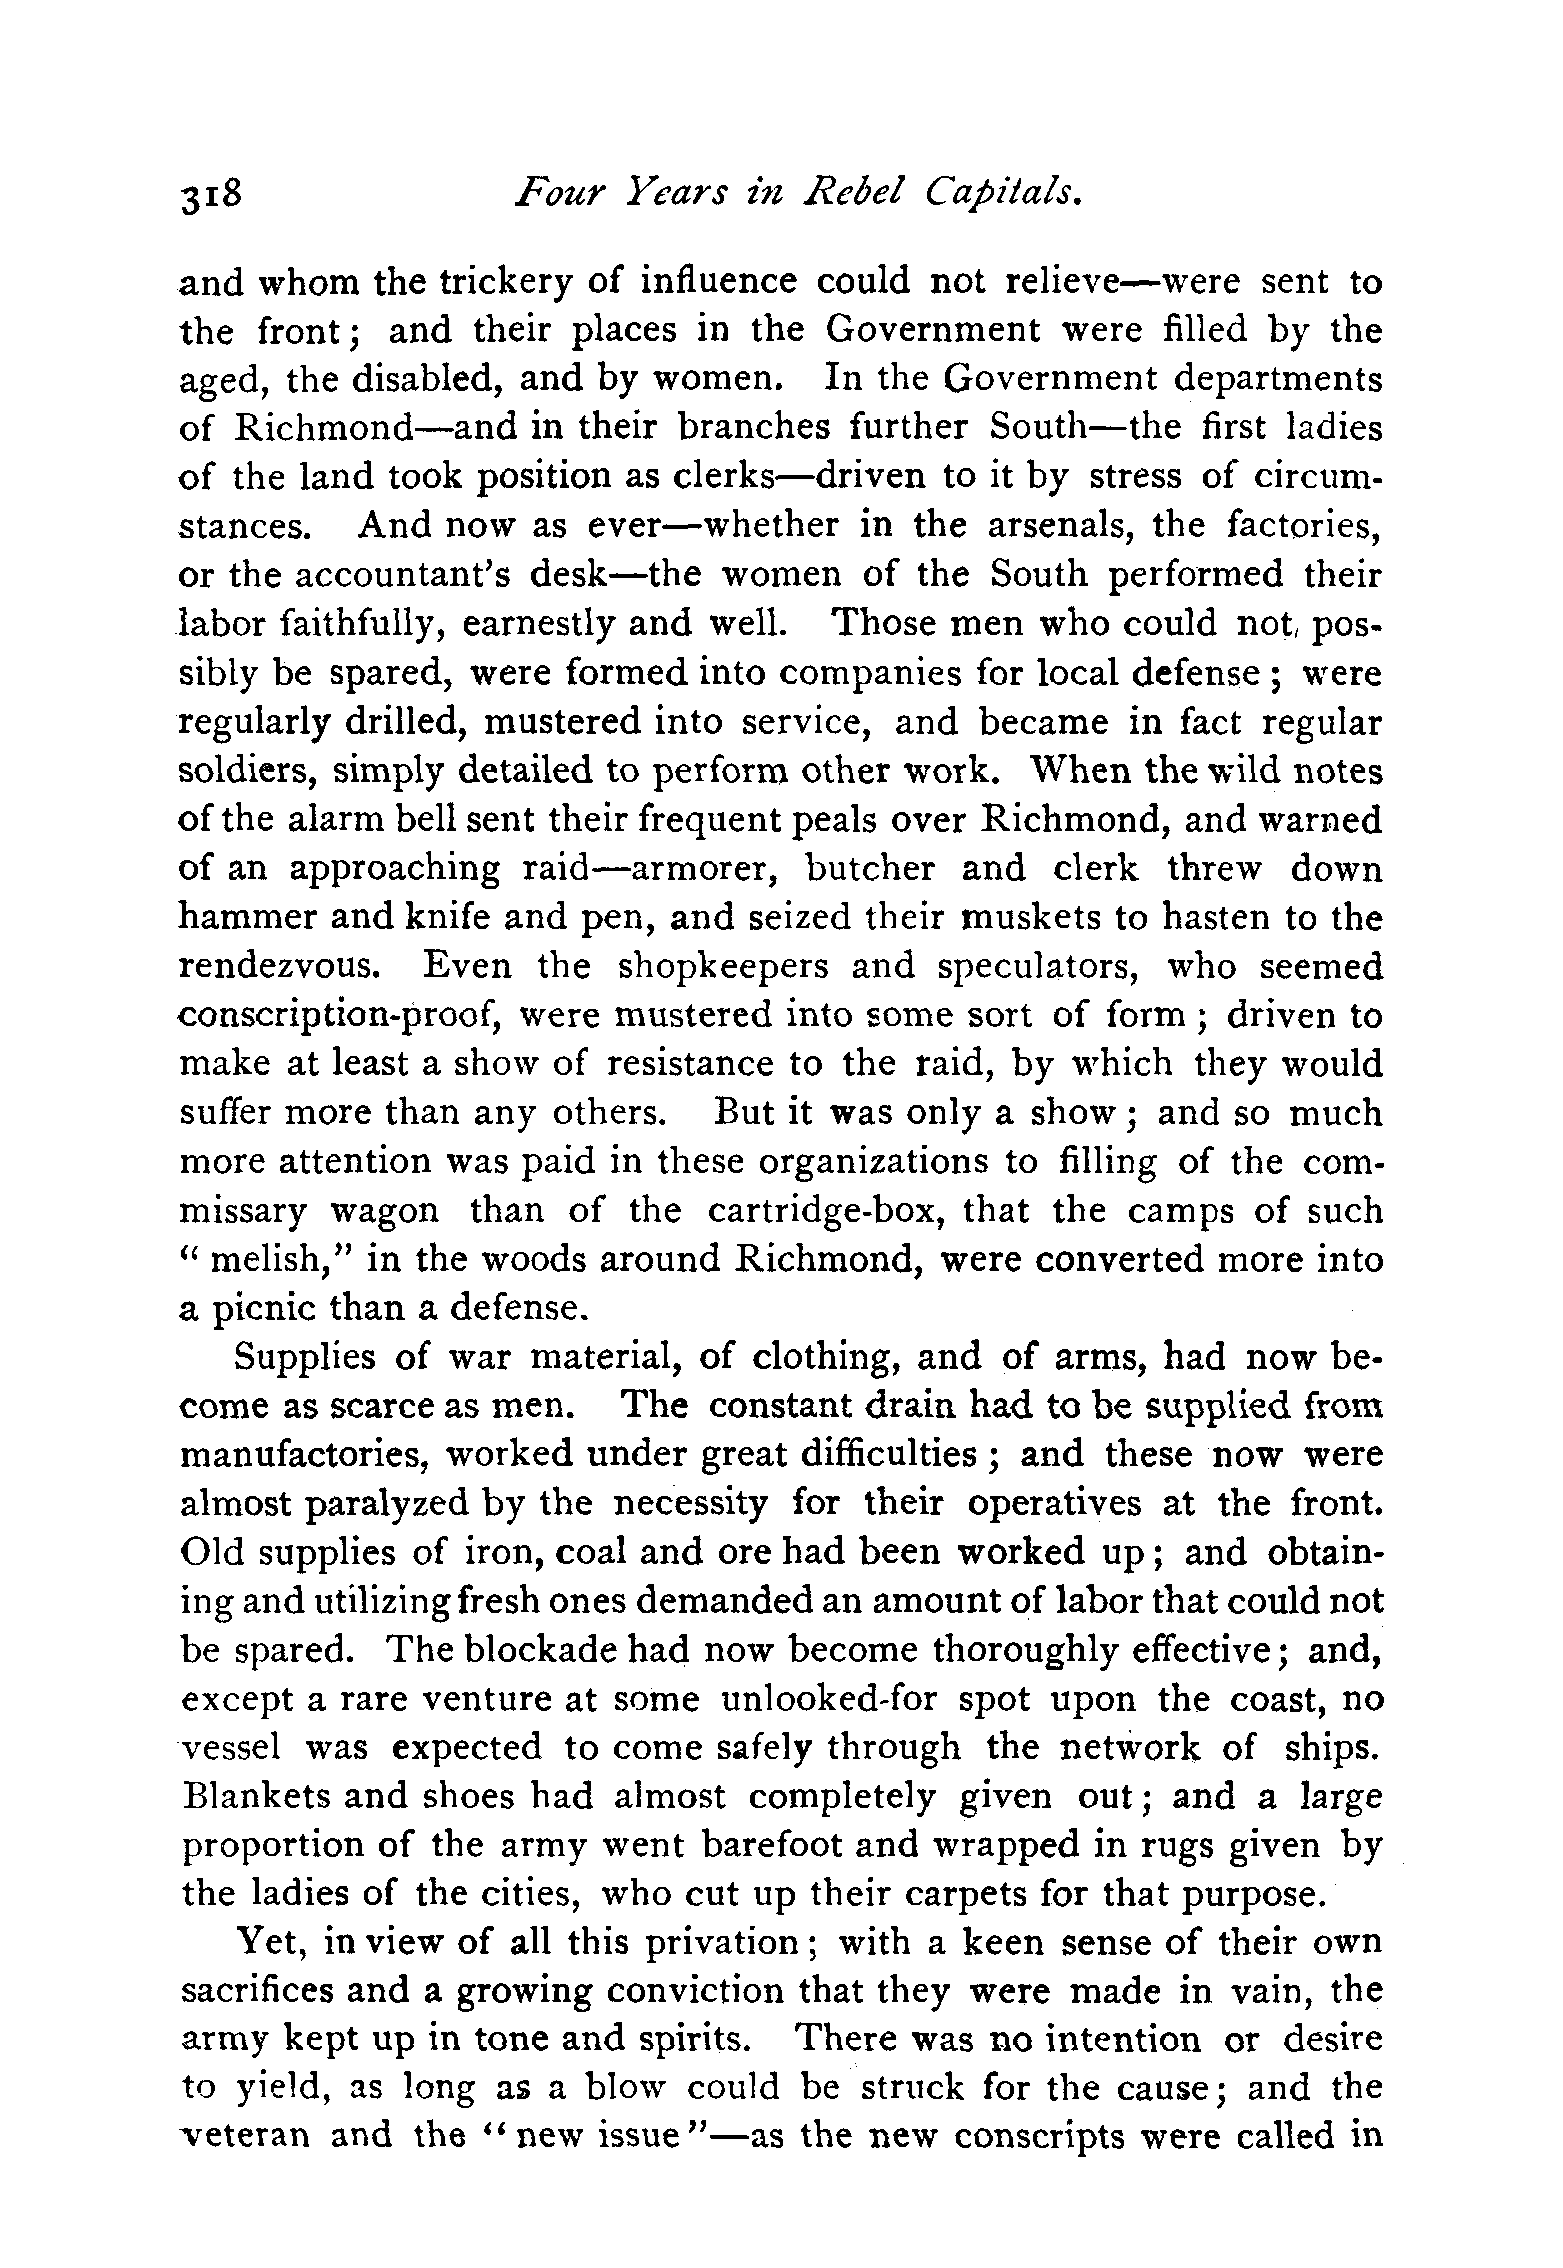 318 Four Years in Rebel Capitals.
and whom the trickery of influence could not relieve—were sent to
the front; and their places in the Government were filled by the
aged, the disabled, and by women. In the Government departments
of Richmond—and in their branches further South—the first ladies
of the land took position as clerks—driven to it by stress of circum-
stances. And now as ever—whether in the arsenals, the factories,
or the accountant's desk—the women of the South performed their
labor faithfully, earnestly and well. Those men who could not, pos-
sibly be spared, were formed into companies for local defense; were
regularly drilled, mustered into service, and became in fact regular
soldiers, simply detailed to perform other work. When the wild notes
of the alarm bell sent their frequent peals over Richmond, and warned
of an approaching raid—armorer, butcher and clerk threw down
hammer and knife and pen, and seized their muskets to hasten to the
rendezvous. Even the shopkeepers and speculators, who seemed
conscription-proof, were mustered into some sort of form; driven to
make at least a show of resistance to the raid, by which they would
suffer more than any others. But it was only a show; and so much
more attention was paid in these organizations to filling of the com-
missary wagon than of the cartridge-box, that the camps of such
"melish," in the woods around Richmond, were converted more into
a picnic than a defense.
Supplies of war material, of clothing, and of arms, had now be-
come as scarce as men. The constant drain had to be supplied from
manufactories, worked under great difficulties; and these now were
almost paralyzed by the necessity for their operatives at the front.
Old supplies of iron, coal and ore had been worked up; and obtain-
ing and utilizing fresh ones demanded an amount of labor that could not
be spared. The blockade had now become thoroughly effective; and,
except a rare venture at some unlooked-for spot upon the coast, no
vessel was expected to come safely through the network of ships.
Blankets and shoes had almost completely given out; and a large
proportion of the army went barefoot and wrapped in rugs given by
the ladies of the cities, who cut up their carpets for that purpose.
Yet, in view of all this privation; with a keen sense of their own
sacrifices and a growing conviction that they were made in vain, the
army kept up in tone and spirits. There was no intention or desire
to yield, as long as a blow could be struck for the cause; and the
veteran and the "new issue"—as the new conscripts were called in